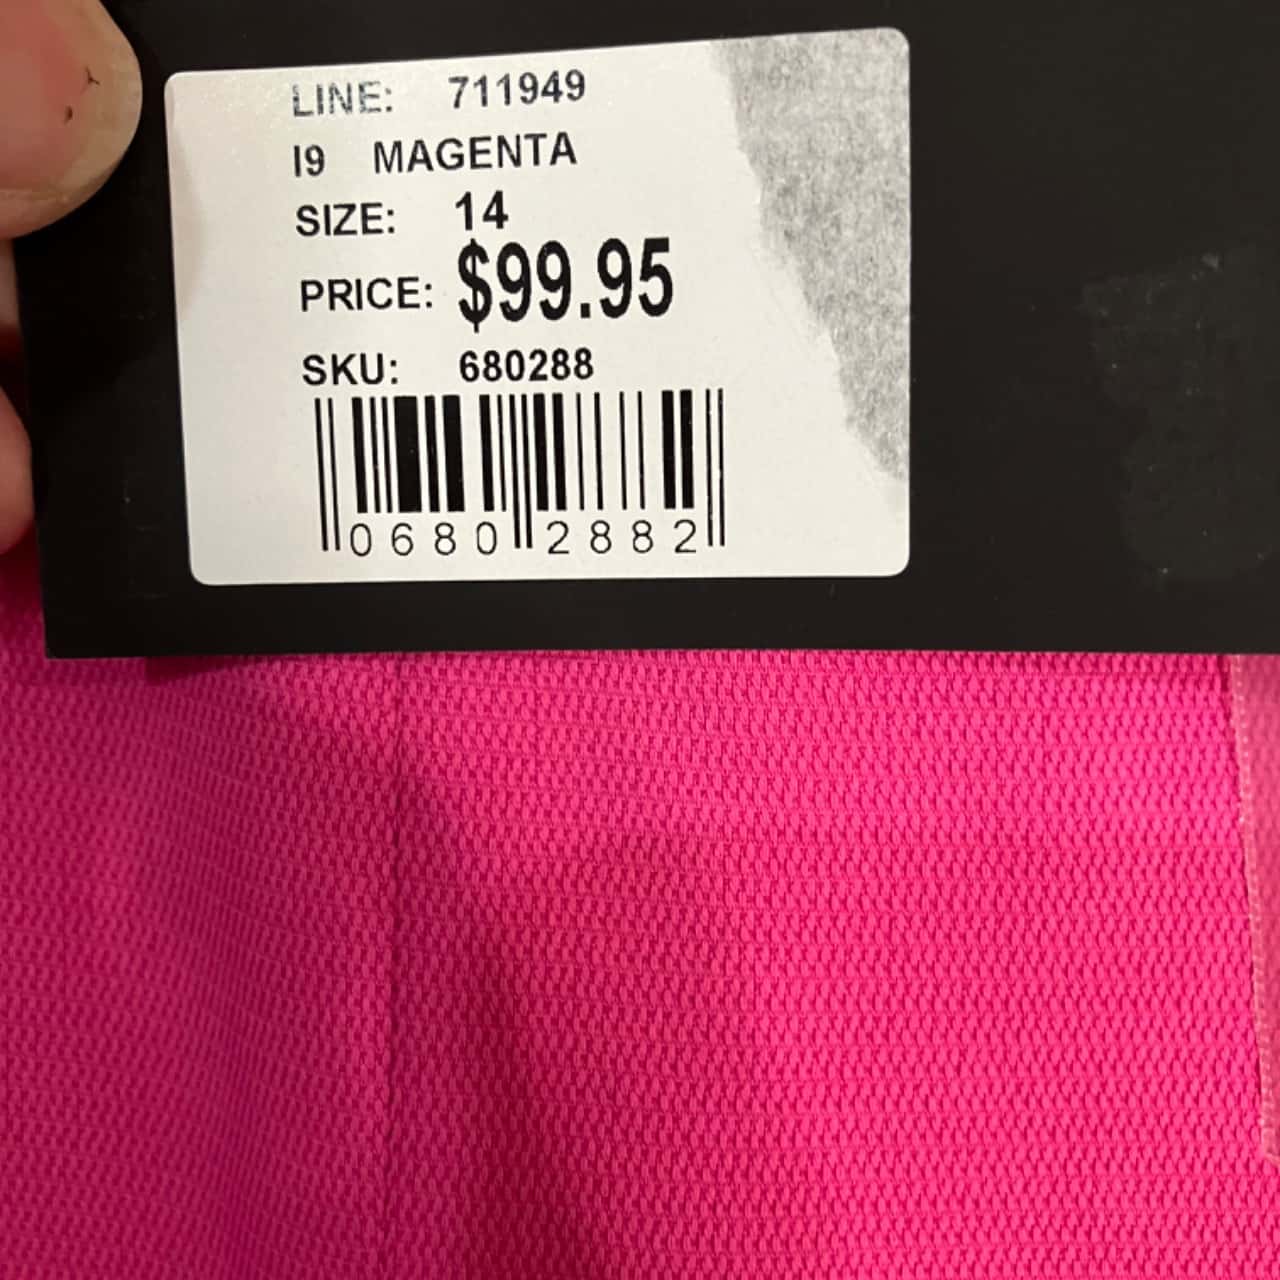 LINE: 711949
I9 MAGENTA
SIZE: 14
PRICE: $99.95
SKU: 680288
0680 2882